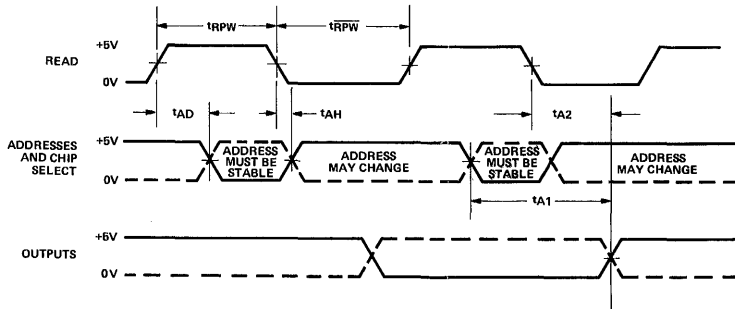 tRPW tRPW
+5V
READ
0V
tAD tAH tA2
+5V
ADDRESSES
AND CHIP
SELECT
0V
ADDRESS
MUST BE
STABLE
ADDRESS
MAY CHANGE
ADDRESS
MUST BE
STABLE
ADDRESS
MAY CHANGE
tA1
+5V
OUTPUTS
0V